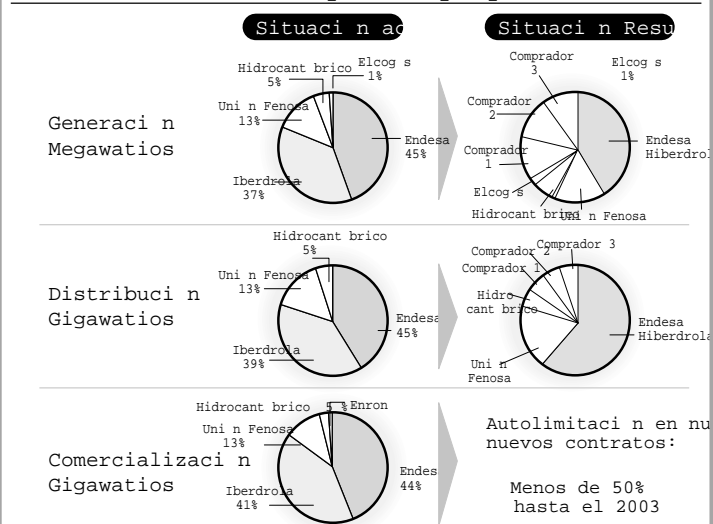 Situaci n ac
Situaci n Resu
Generaci n
Megawatios
Hidrocant brico
5%
Elcog s
1%
Uni n Fenosa
13%
Endesa
45%
Iberdrola
37%
Comprador
3
Elcog s
1%
Comprador
2
Comprador
1
Elcog s
Hidrocant brico
Uni n Fenosa
Endesa
Hiberdrol
Distribuci n
Gigawatios
Hidrocant brico
5%
Uni n Fenosa
13%
Endesa
45%
Iberdrola
39%
Comprador 3
Comprador 2
Comprador 1
Hidro
cant brico
Uni n
Fenosa
Endesa
Hiberdrola
Comercializaci n
Gigawatios
Hidrocant brico 5 %
Enron
Uni n Fenosa
13%
Endes
44%
Iberdrola
41%
Autolimitaci n en nu
nuevos contratos:
Menos de 50%
hasta el 2003